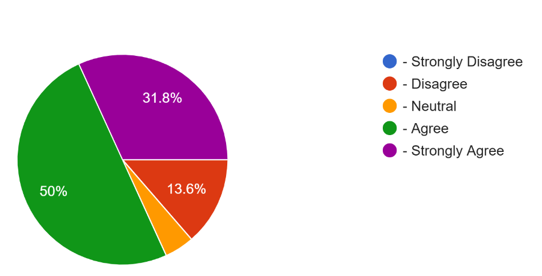 31.8%
13.6%
50%
- Strongly Disagree
- Disagree
- Neutral
- Agree
- Strongly Agree